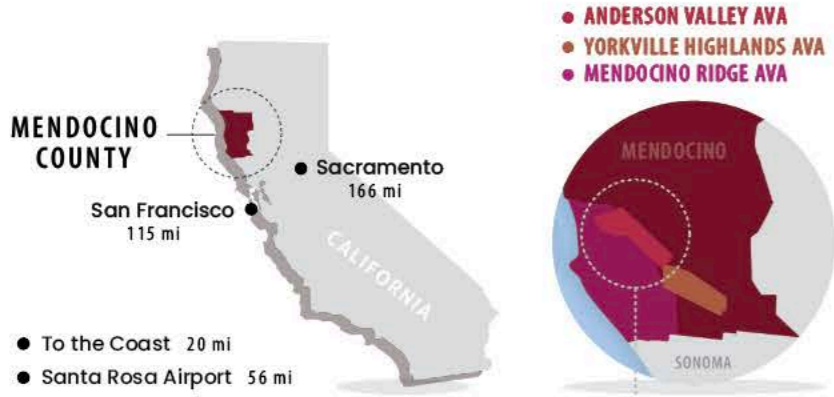 MENDOCINO
COUNTY
Sacramento
166 mi
San Francisco
115 mi
CALIFORNIA
To the Coast 20 mi
Santa Rosa Airport 56 mi
ANDERSON VALLEY AVA
YORKVILLE HIGHLANDS AVA
MENDOCINO RIDGE AVA
MENDOCINO
SONOMA